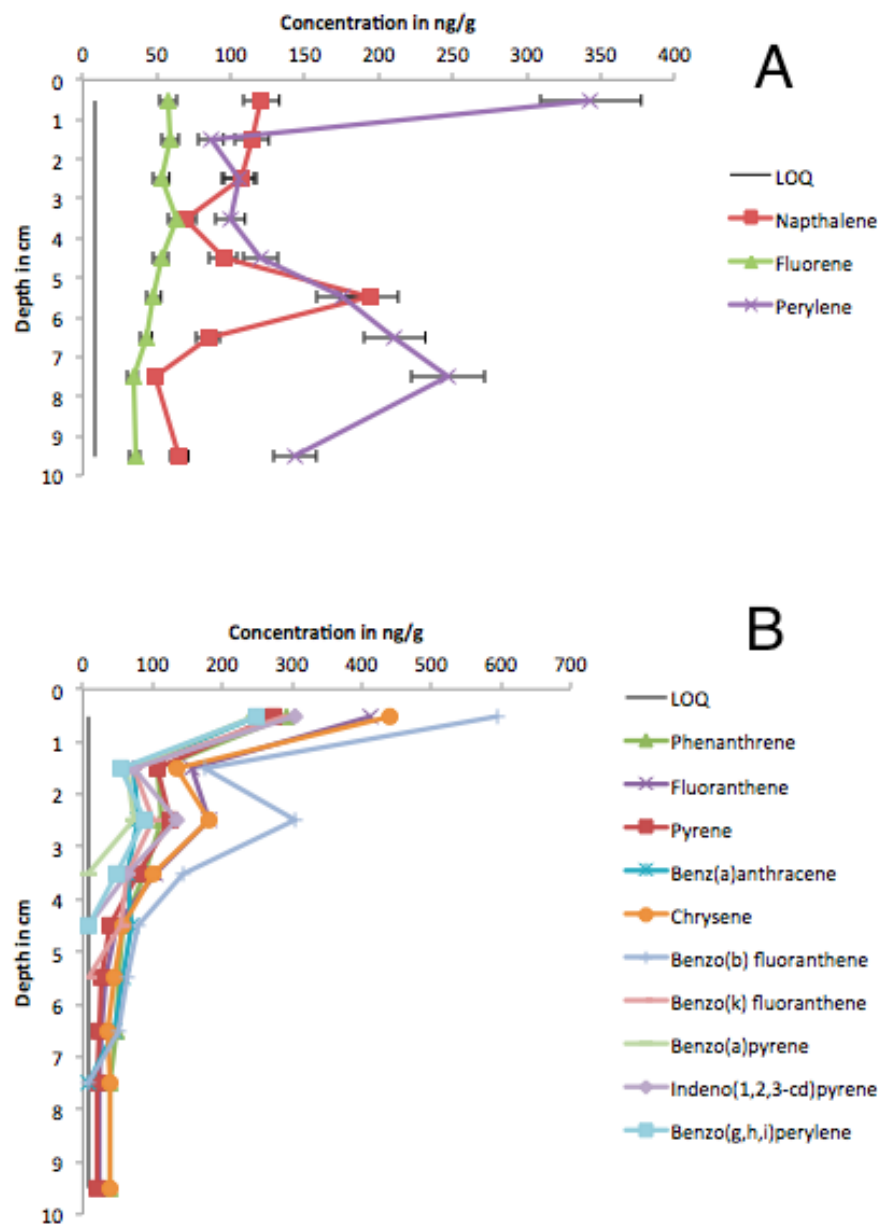 Concentration in ng/g
0 50 100 150 200 250 300 350 400
A
0
1
2
3
4
5
6
7
8
9
10
Depth in cm
LOQ
Napthalene
Fluorene
Perylene
Concentration in ng/g
B
0 100 200 300 400 500 600 700
0
1
2
3
4
5
6
7
8
9
10
Depth in cm
LOQ
Phenanthrene
Fluoranthene
Pyrene
Benz(a)anthracene
Chrysene
Benzo(b) fluoranthene
Benzo(k) fluoranthene
Benzo(a)pyrene
Indeno(1,2,3-cd)pyrene
Benzo(g,h,i)perylene